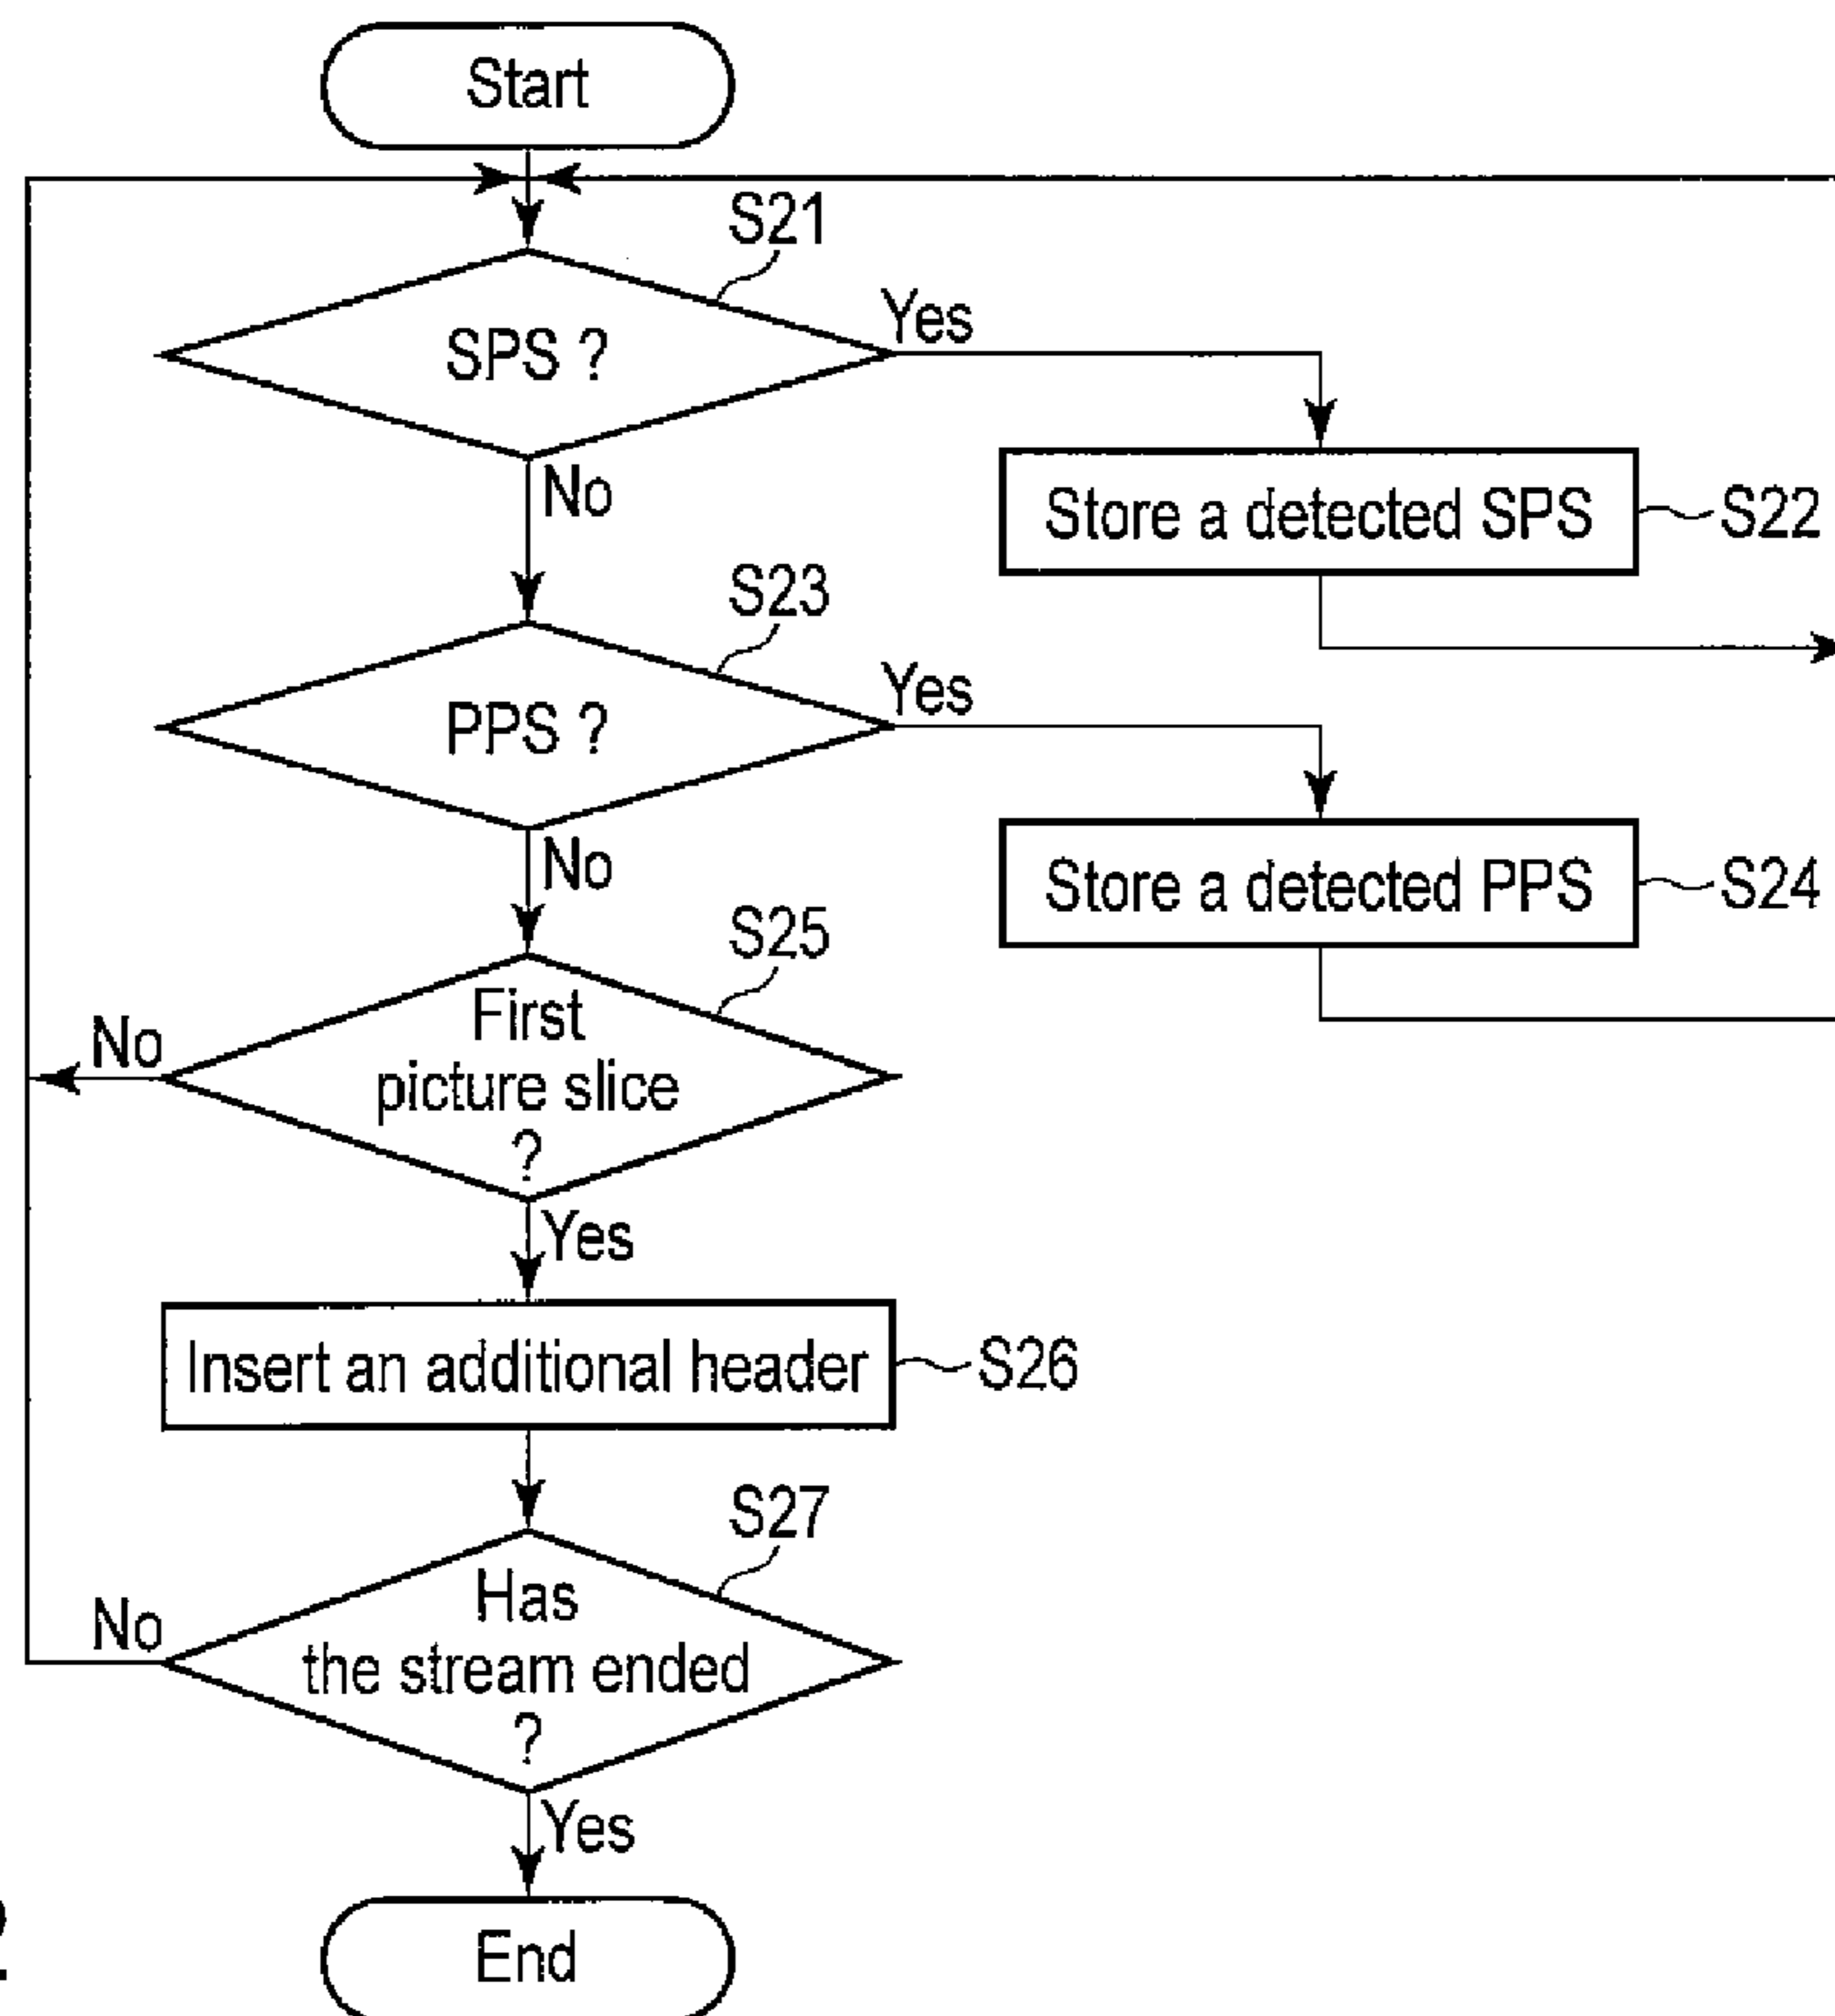 Start
S21
SPS ?
Yes
No
Store a detected SPS
S22
S23
PPS ?
Yes
No
Store a detected PPS
S24
S25
First
picture slice
?
No
Yes
Insert an additional header
S26
S27
Has
the stream ended
?
No
Yes
End